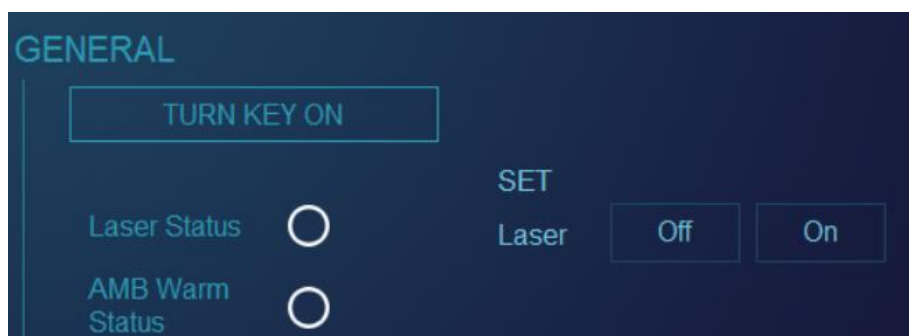 GENERAL
TURN KEY ON
SET
Laser Status
Laser
Off
On
AMB Warm
Status